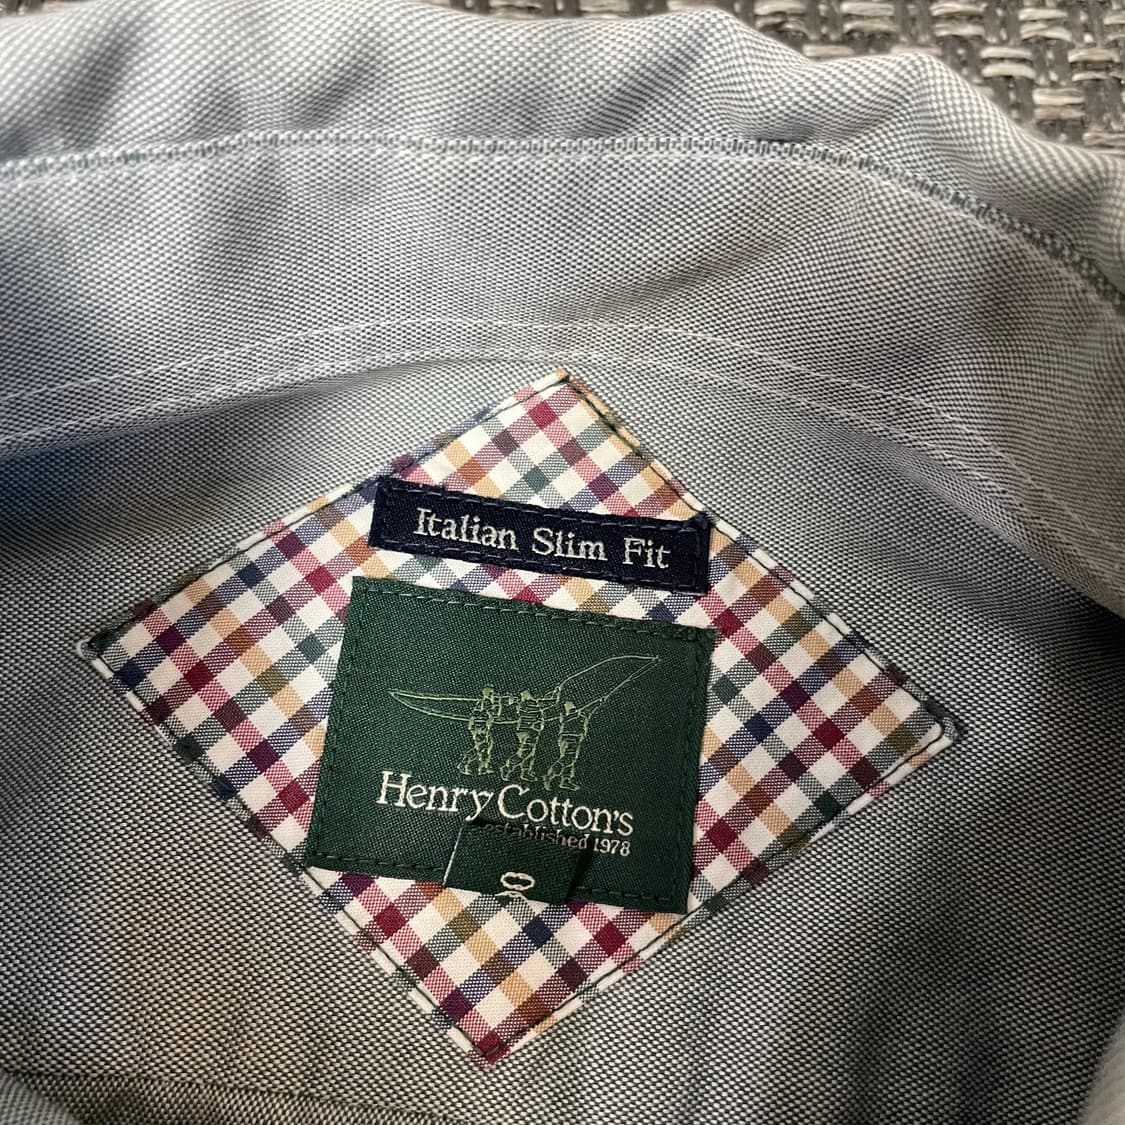 Italian Slim Fit
Henry Cotton's
established 1978